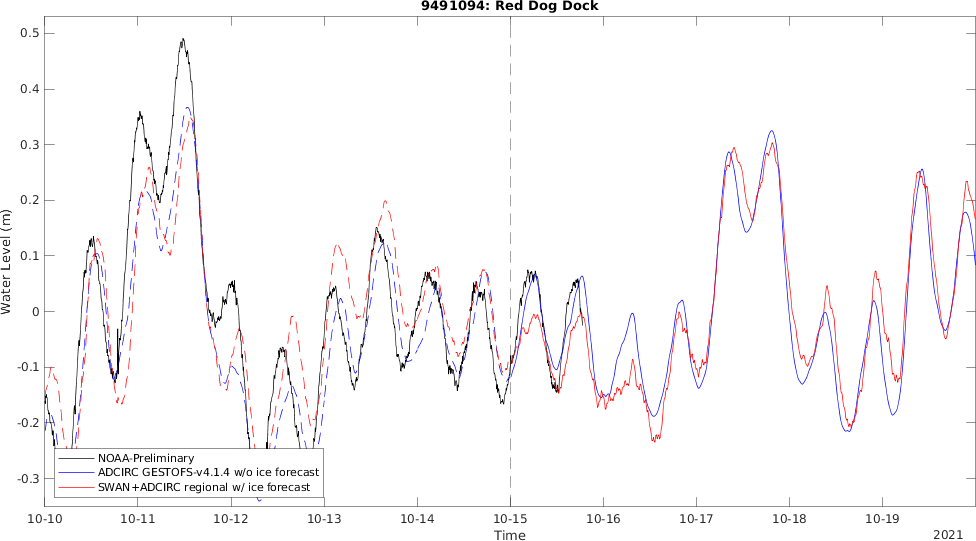 9491094: Red Dog Dock
0.5
0.4
0.3
0.2
0.1
0
-0.1
-0.2
-0.3
Water Level (m)
NOAA-Preliminary
ADCIRC GESTOFS-v4.1.4 w/o ice forecast
SWAN+ADCIRC regional w/ ice forecast
10-10 10-11 10-12 10-13 10-14 10-15 10-16 10-17 10-18 10-19
Time
2021